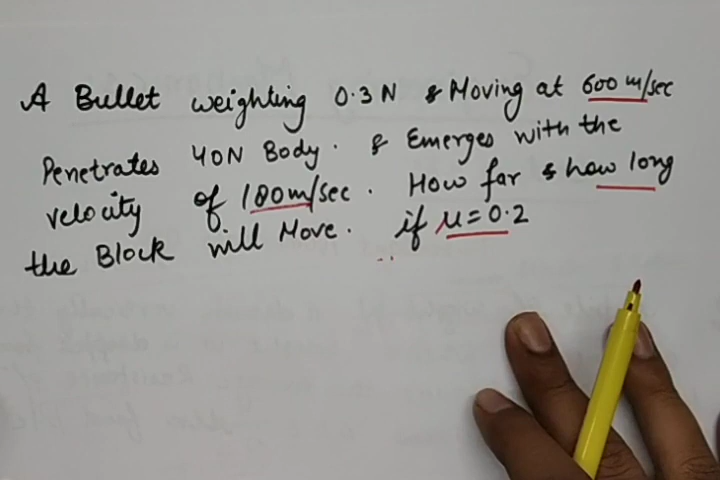 A Bullet weighting 0.3 N & Moving at 600 m/sec
Penetrates 40N Body. & Emerges with the
velocity of 180 m/sec. How far & how long
the Block will Move. if μ = 0.2